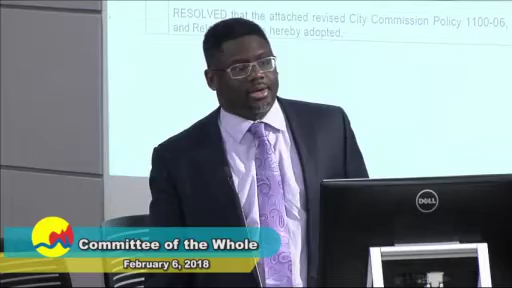 RESOLVED that the attached revised City Commission Policy 1100-06,
and hereby adopted.
DELL
Committee of the Whole
February 6, 2018